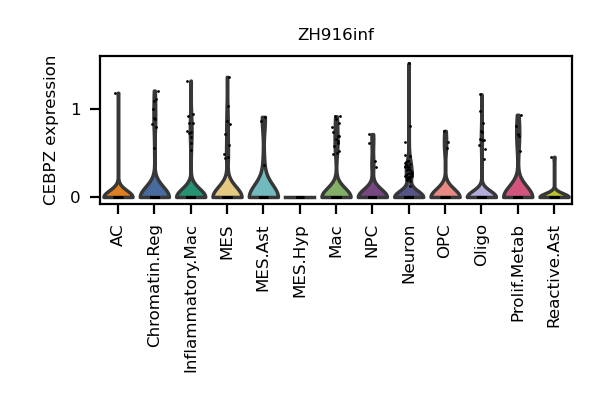 ZH916inf
CEBPZ expression
1
0
AC
Chromatin.Reg
Inflammatory.Mac
MES
MES.Ast
MES.Hyp
Mac
NPC
Neuron
OPC
Oligo
Prolif.Metab
Reactive.Ast